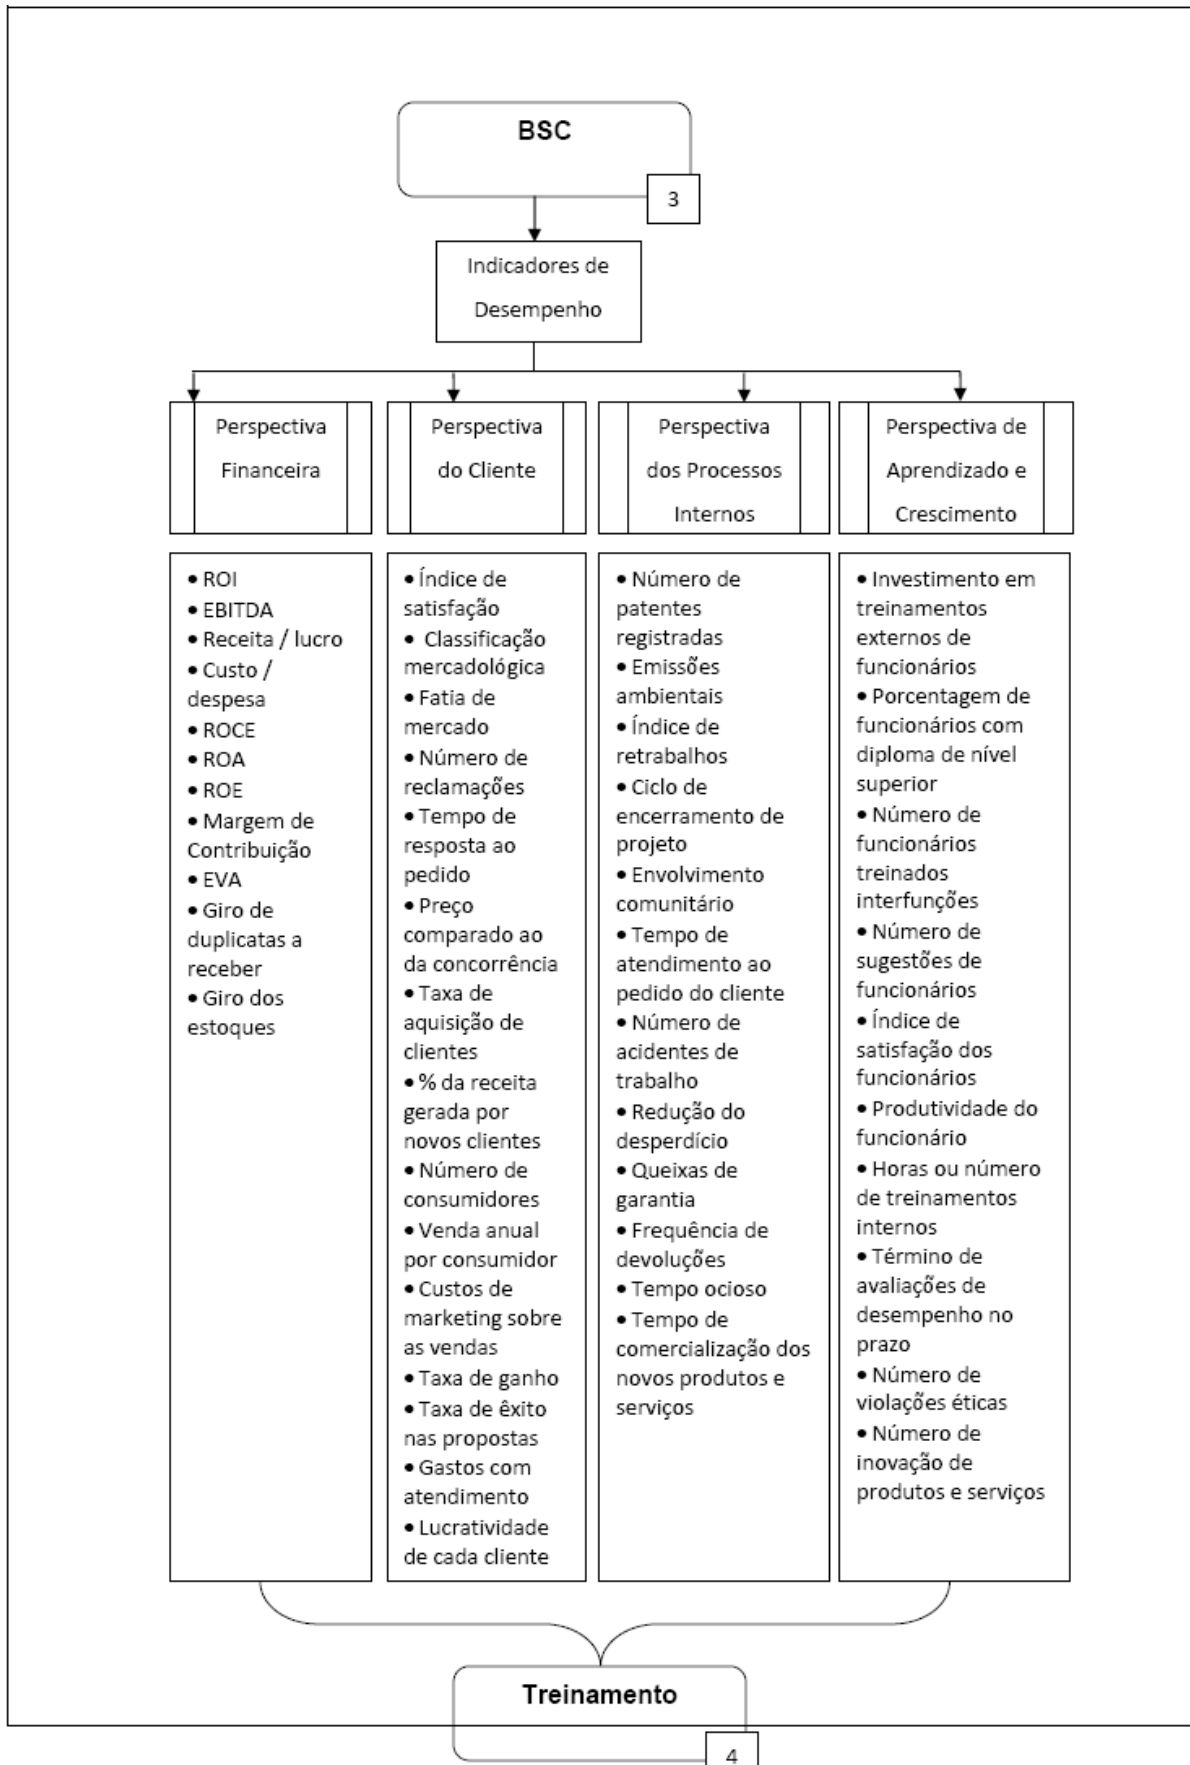 BSC
3
Indicadores de
Desempenho
Perspectiva
Financeira
Perspectiva
do Cliente
Perspectiva
dos Processos
Internos
Perspectiva de
Aprendizado e
Crescimento
• ROI
• EBITDA
• Receita / lucro
• Custo /
despesa
• ROCE
• ROA
• ROE
• Margem de
Contribuição
• EVA
• Giro de
duplicatas a
receber
• Giro dos
estoques
• Índice de
satisfação
• Classificação
mercadológica
• Fatia de
mercado
• Número de
reclamações
• Tempo de
resposta ao
pedido
• Preço
comparado ao
da concorrência
• Taxa de
aquisição de
clientes
• % da receita
gerada por
novos clientes
• Número de
consumidores
• Venda anual
por consumidor
• Custos de
marketing sobre
as vendas
• Taxa de ganho
• Taxa de êxito
nas propostas
• Gastos com
atendimento
• Lucratividade
de cada cliente
• Número de
patentes
registradas
• Emissões
ambientais
• Índice de
retrabalhos
• Ciclo de
encerramento de
projeto
• Envolvimento
comunitário
• Tempo de
atendimento ao
pedido do cliente
• Número de
acidentes de
trabalho
• Redução do
desperdício
• Queixas de
garantia
• Frequência de
devoluções
• Tempo ocioso
• Tempo de
comercialização dos
novos produtos e
serviços
• Investimento em
treinamentos
externos de
funcionários
• Porcentagem de
funcionários com
diploma de nível
superior
• Número de
funcionários
treinados
interfunções
• Número de
sugestões de
funcionários
• Índice de
satisfação dos
funcionários
• Produtividade do
funcionário
• Horas ou número
de treinamentos
internos
• Término de
avaliações de
desempenho no
prazo
• Número de
violações éticas
• Número de
inovação de
produtos e serviços
Treinamento
4